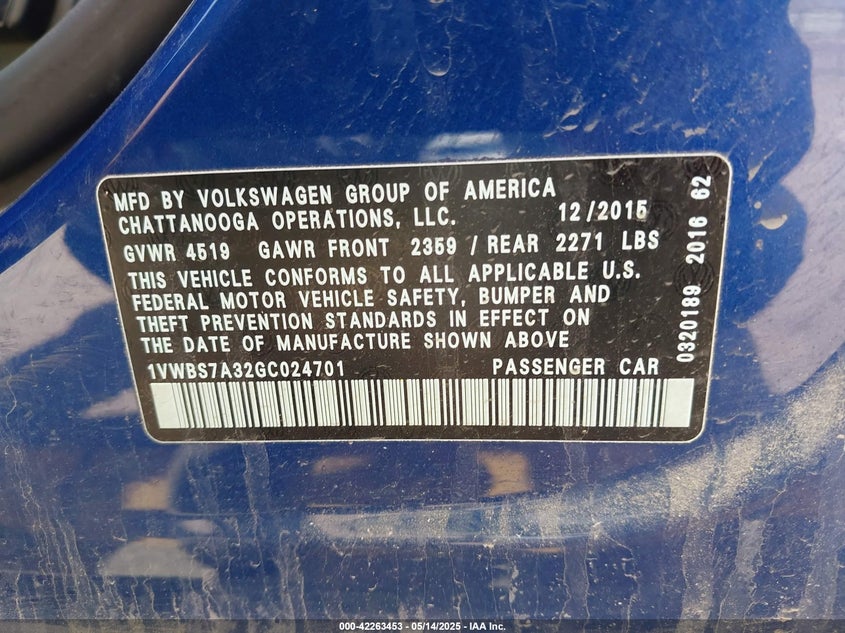 MFD BY VOLKSWAGEN GROUP OF AMERICA
CHATTANOOGA OPERATIONS, LLC. 12/2015
GVWR 4519 GAWR FRONT 2359 / REAR 2271 LBS
THIS VEHICLE CONFORMS TO ALL APPLICABLE U.S.
FEDERAL MOTOR VEHICLE SAFETY, BUMPER AND
THEFT PREVENTION STANDARDS IN EFFECT ON
THE DATE OF MANUFACTURE SHOWN ABOVE
1VWBS7A32GC024701 PASSENGER CAR
0320189 2016 62
000-42263453 - 05/14/2025 - IAA Inc.